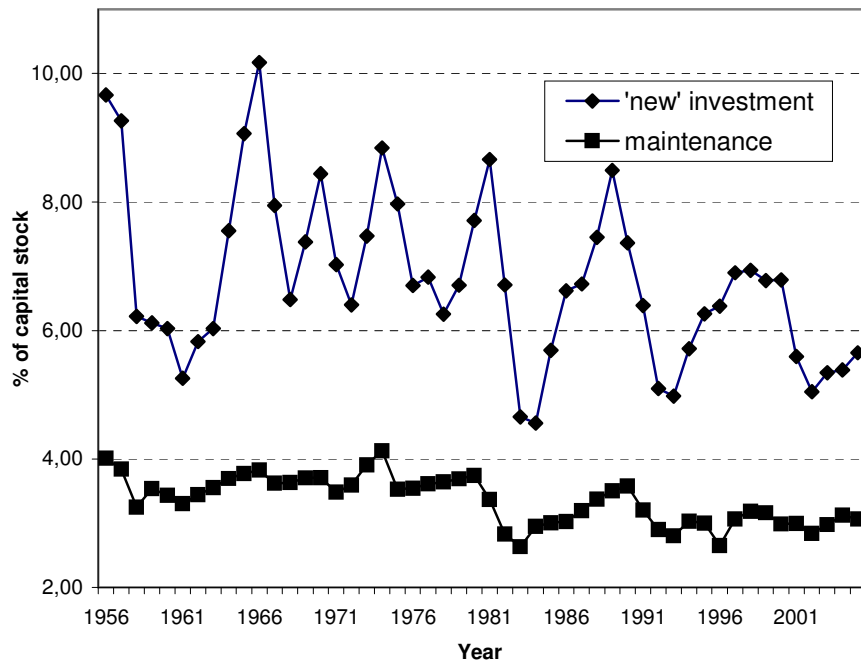 10,00
8,00
6,00
4,00
2,00
% of capital stock
'new' investment
maintenance
1956 1961 1966 1971 1976 1981 1986 1991 1996 2001
Year